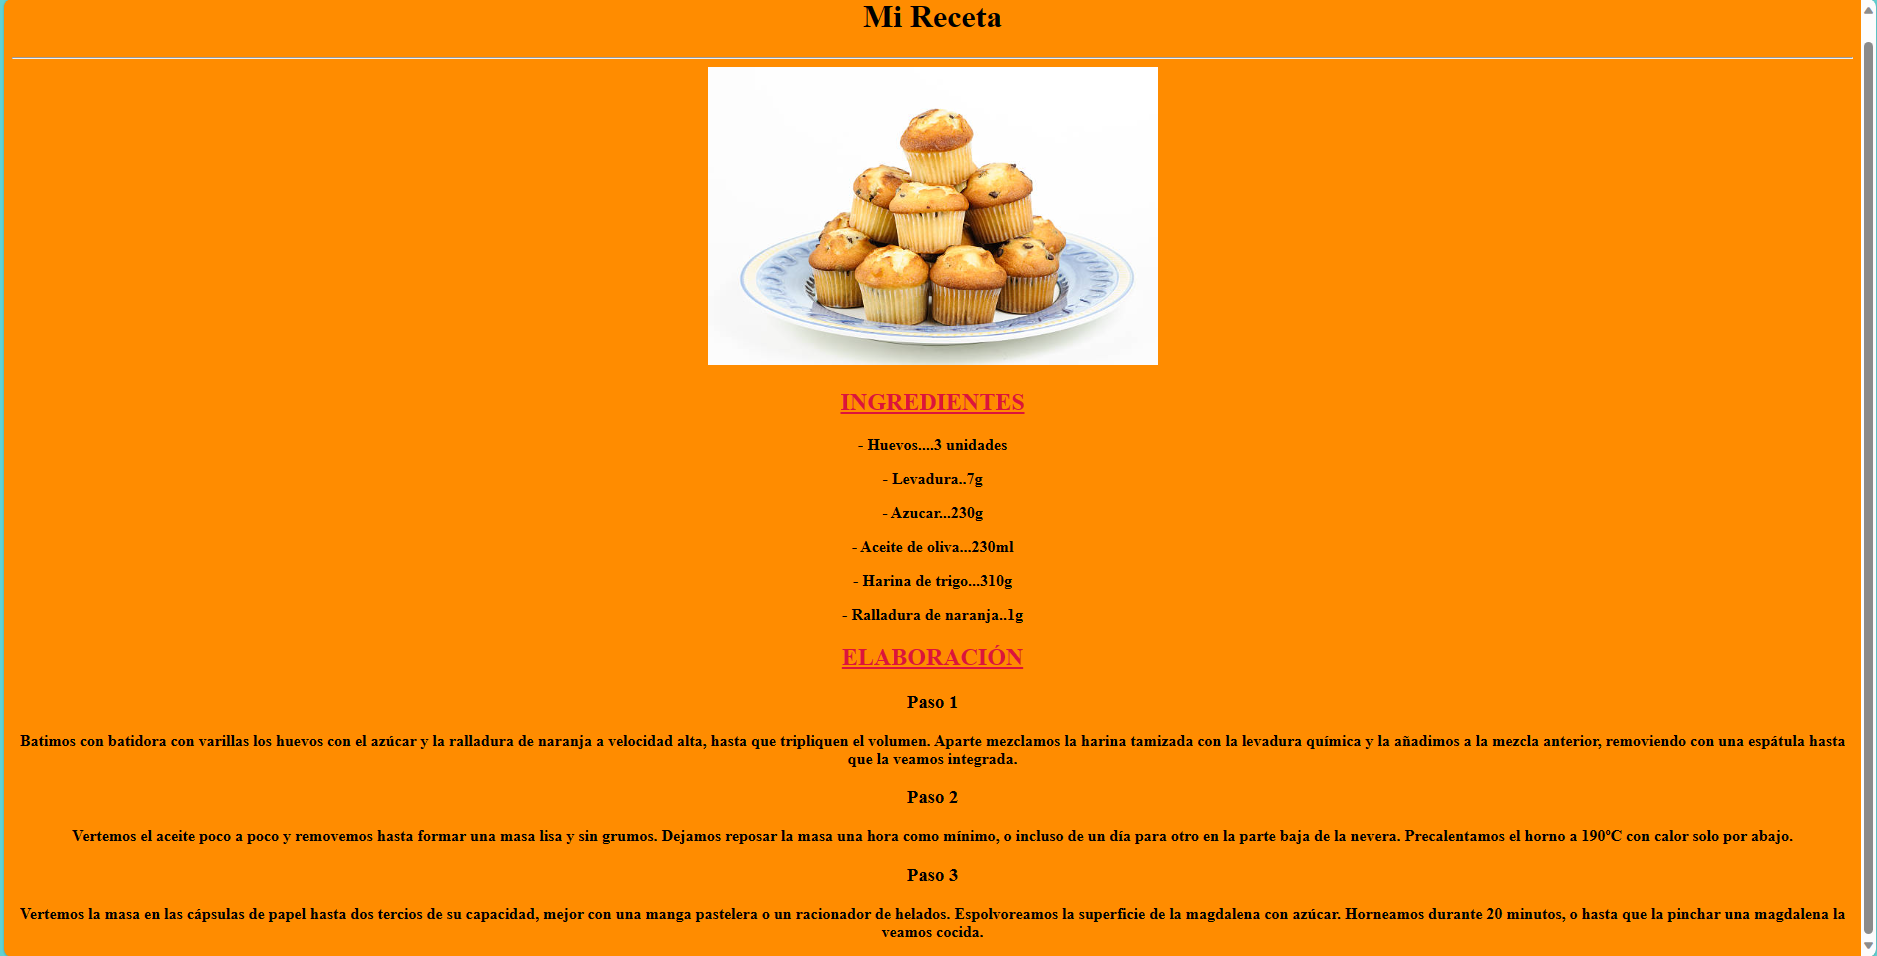 Mi Receta
INGREDIENTES
- Huevos....3 unidades
- Levadura..7g
- Azucar...230g
- Aceite de oliva...230ml
- Harina de trigo...310g
- Ralladura de naranja..1g
ELABORACIÓN
Paso 1
Batimos con batidora con varillas los huevos con el azúcar y la ralladura de naranja a velocidad alta, hasta que tripliquen el volumen. Aparte mezclamos la harina tamizada con la levadura química y la añadimos a la mezcla anterior, removiendo con una espátula hasta
que la veamos integrada.
Paso 2
Vertemos el aceite poco a poco y removemos hasta formar una masa lisa y sin grumos. Dejamos reposar la masa una hora como mínimo, o incluso de un día para otro en la parte baja de la nevera. Precalentamos el horno a 190ºC con calor solo por abajo.
Paso 3
Vertemos la masa en las cápsulas de papel hasta dos tercios de su capacidad, mejor con una manga pastelera o un racionador de helados. Espolvoreamos la superficie de la magdalena con azúcar. Horneamos durante 20 minutos, o hasta que la pinchar una magdalena la
veamos cocida.